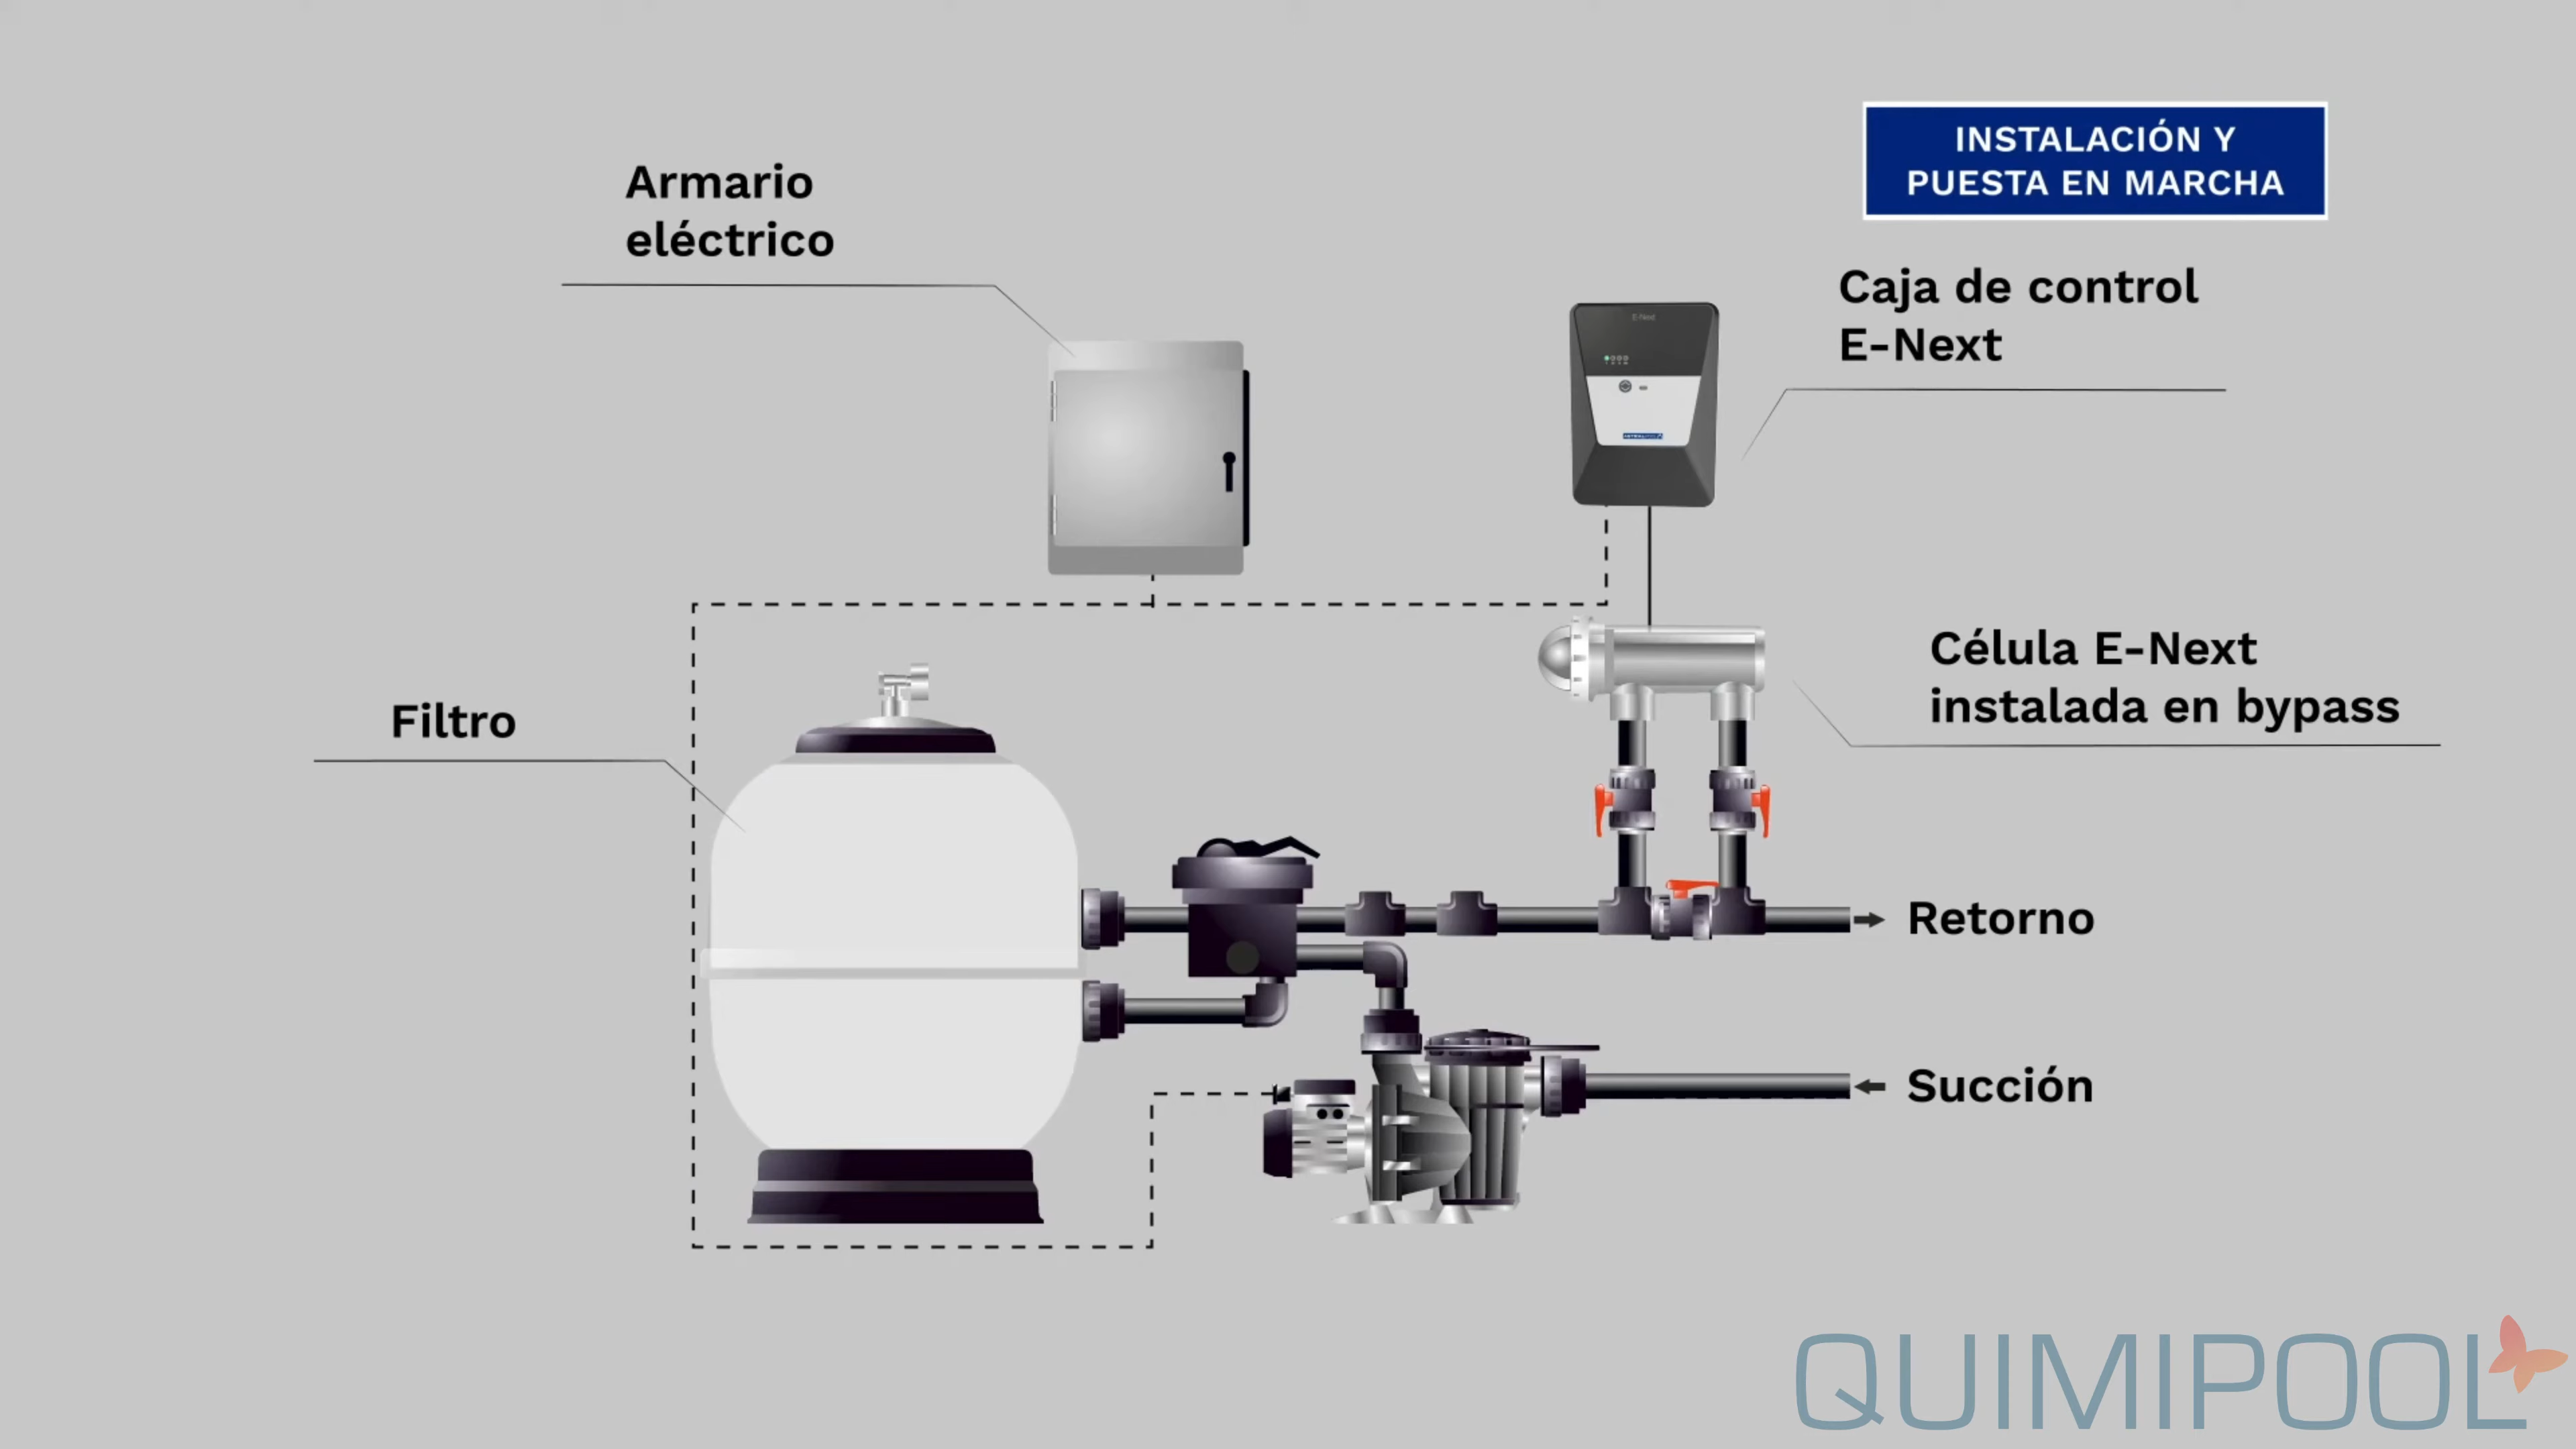 INSTALACIÓN Y
PUESTA EN MARCHA
Armario
eléctrico
Caja de control
E-Next
E-Next
Célula E-Next
instalada en bypass
Filtro
Retorno
Succión
QUIMIPOOL